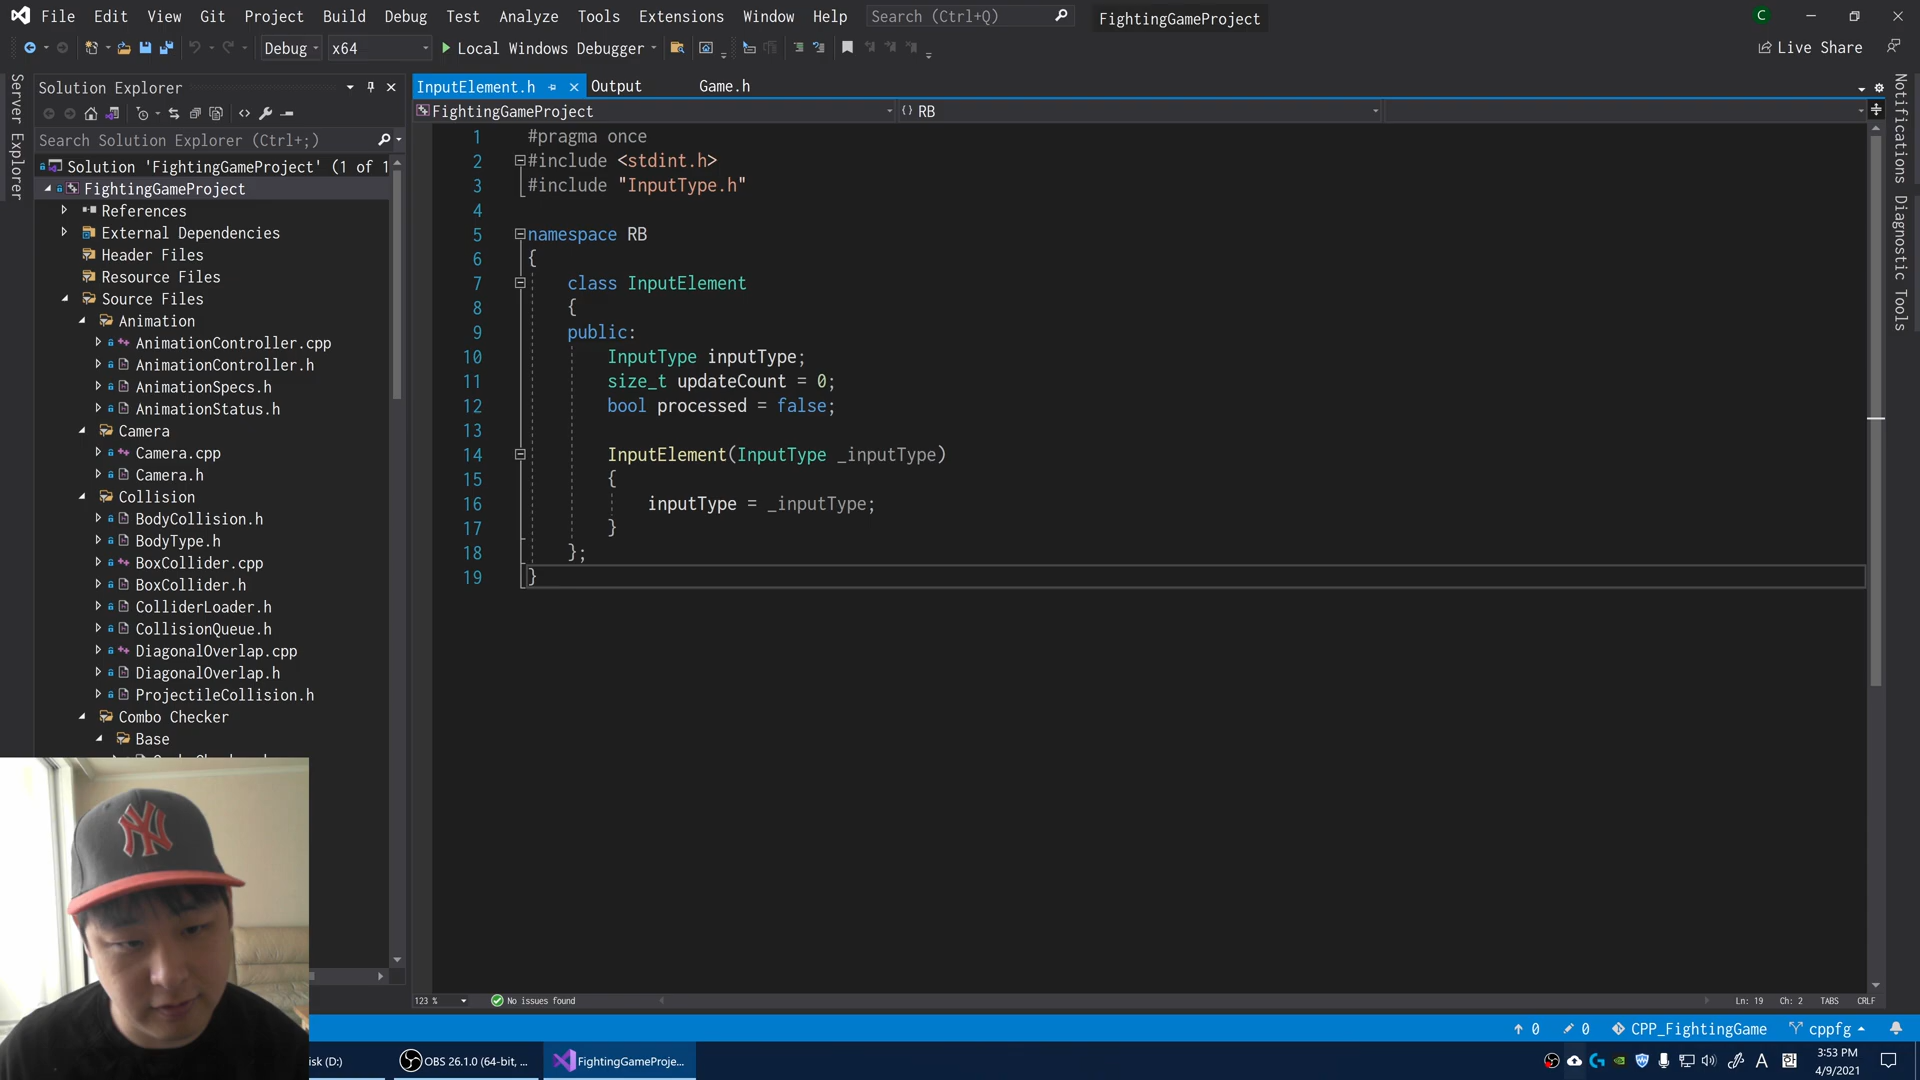 File Edit View Git Project Build Debug Test Analyze Tools Extensions Window Help Search (Ctrl+Q) FightingGameProject C
Debug x64 Local Windows Debugger Live Share
Server Explorer
Solution Explorer
Search Solution Explorer (Ctrl+;)
Solution 'FightingGameProject' (1 of 1
FightingGameProject
References
External Dependencies
Header Files
Resource Files
Source Files
Animation
AnimationController.cpp
AnimationController.h
AnimationSpecs.h
AnimationStatus.h
Camera
Camera.cpp
Camera.h
Collision
BodyCollision.h
BodyType.h
BoxCollider.cpp
BoxCollider.h
ColliderLoader.h
CollisionQueue.h
DiagonalOverlap.cpp
DiagonalOverlap.h
ProjectileCollision.h
Combo Checker
Base
InputElement.h Output Game.h
FightingGameProject RB
1 #pragma once
2 #include <stdint.h>
3 #include "InputType.h"
4
5 namespace RB
6 {
7 class InputElement
8 {
9 public:
10 InputType inputType;
11 size_t updateCount = 0;
12 bool processed = false;
13
14 InputElement(InputType _inputType)
15 {
16 inputType = _inputType;
17 }
18 };
19 }
Notifications
Diagnostic Tools
123 % No issues found Ln: 19 Ch: 2 TABS CRLF
0 0 CPP_FightingGame cppfg
NY
isk (D:) OBS 26.1.0 (64-bit, ... FightingGameProje... A 한 3:53 PM
4/9/2021